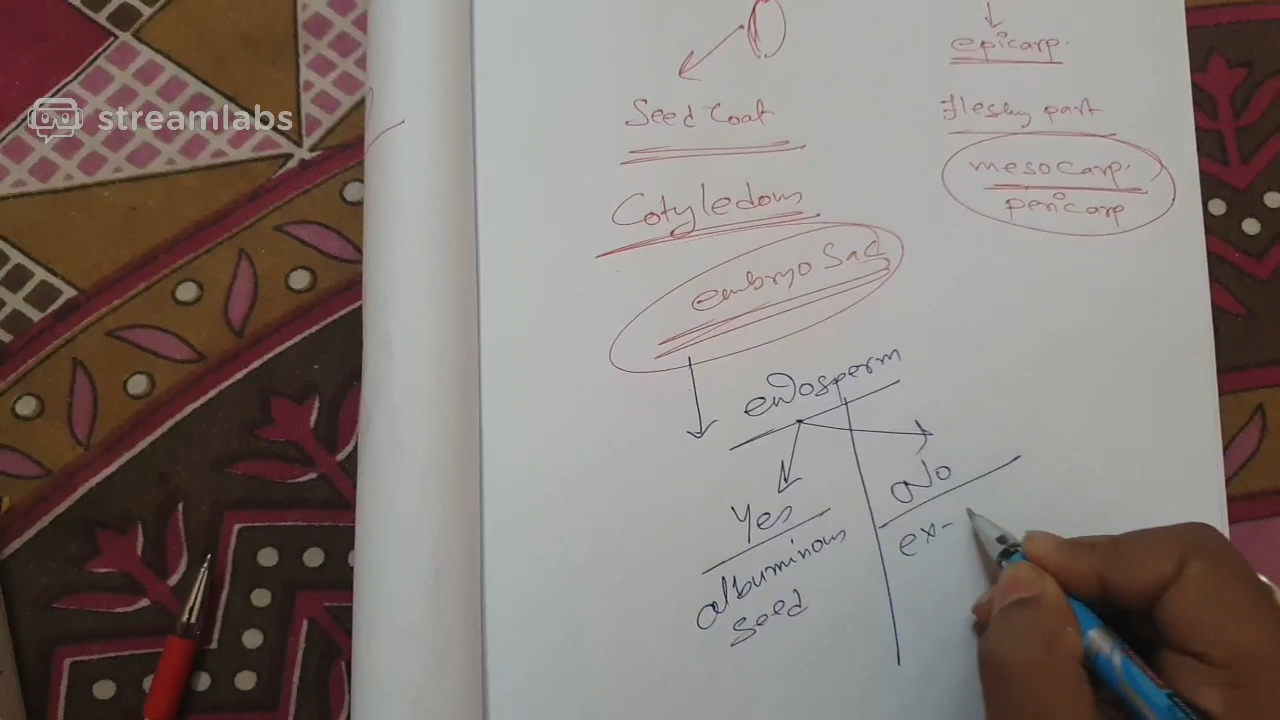 streamlabs
Seed Coat
Cotyledons
embryo Sac
epicarp.
fleshy part
mesocarp.
pericarp
endosperm
Yes
albuminous
seed
No
ex-